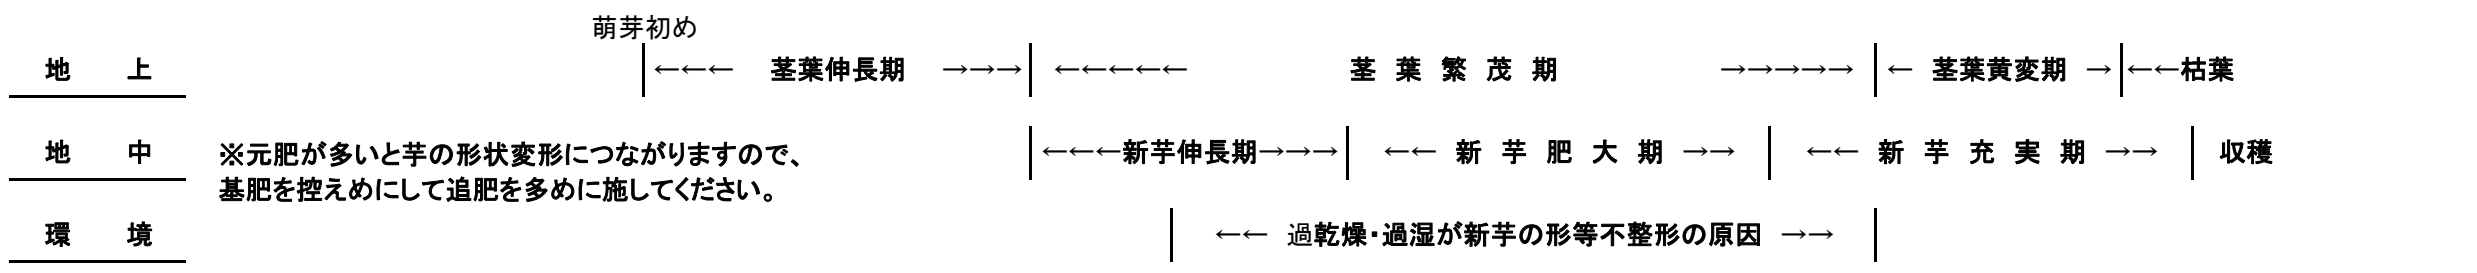 萌芽初め
地　上　←←←　茎葉伸長期　→→→　←←←←←　茎 葉 繁 茂 期　→→→→→　←　茎葉黄変期　→　←←枯葉
地　中　←←←新芋伸長期→→→　←←　新 芋 肥 大 期　→→　←←　新 芋 充 実 期　→→　収穫
※元肥が多いと芋の形状変形につながりますので、
基肥を控えめにして追肥を多めに施してください。
環　境　←←　過乾燥・過湿が新芋の形等不整形の原因　→→